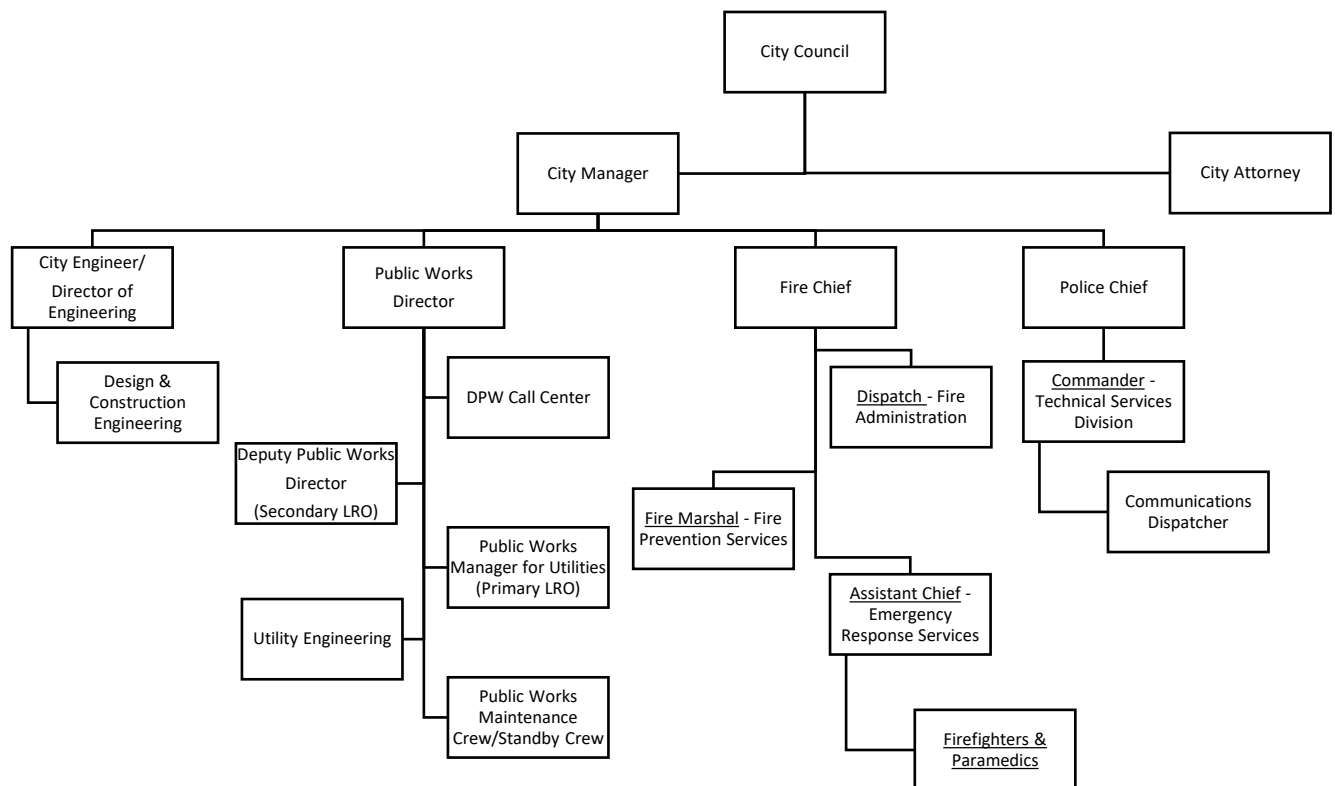 City Council
City Manager
City Attorney
City Engineer/
Director of
Engineering
Public Works
Director
Fire Chief
Police Chief
Design &
Construction
Engineering
DPW Call Center
Dispatch - Fire
Administration
Commander -
Technical Services
Division
Deputy Public Works
Director
(Secondary LRO)
Fire Marshal - Fire
Prevention Services
Communications
Dispatcher
Public Works
Manager for Utilities
(Primary LRO)
Assistant Chief -
Emergency
Response Services
Utility Engineering
Public Works
Maintenance
Crew/Standby Crew
Firefighters &
Paramedics